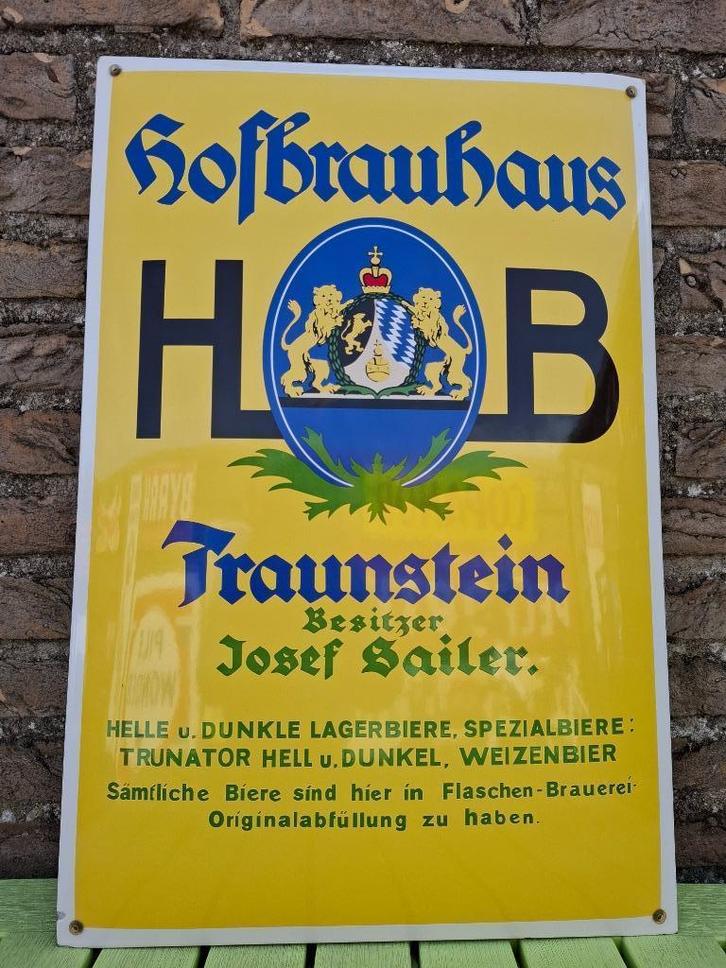 Hofbrauhaus
H B
Traunstein
Besitzer
Josef Sailer.
HELLE u. DUNKLE LAGERBIERE, SPEZIALBIERE:
TRUNATOR HELL u. DUNKEL, WEIZENBIER
Sämtliche Biere sind hier in Flaschen-Brauerei-
Originalabfüllung zu haben.